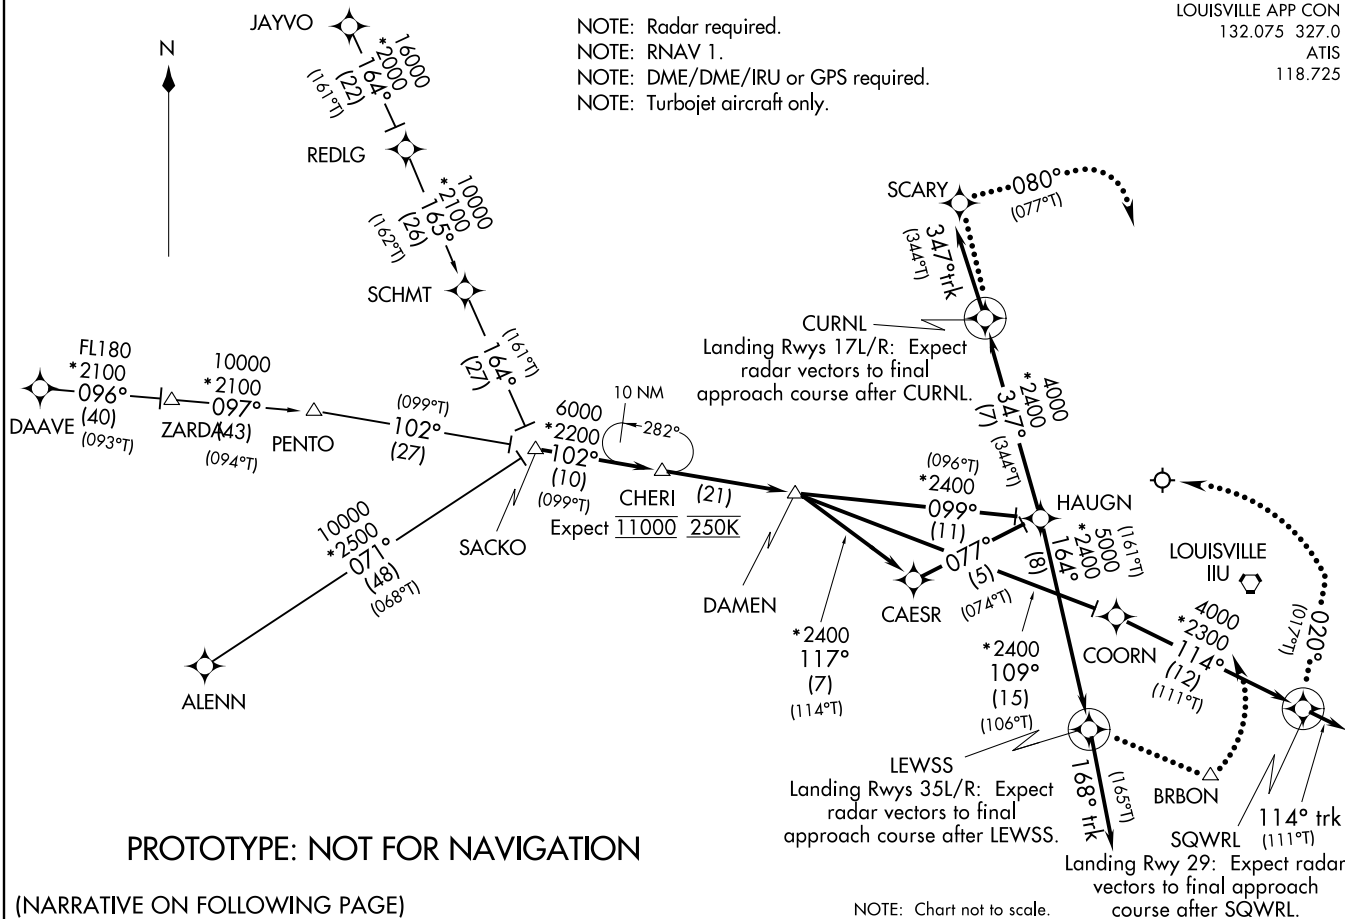 LOUISVILLE APP CON
132.075 327.0
ATIS
118.725
NOTE: Radar required.
NOTE: RNAV 1.
NOTE: DME/DME/IRU or GPS required.
NOTE: Turbojet aircraft only.
N
JAYVO
16000
*2000
164°
(22)
(161°T)
REDLG
10000
*2100
165°
(26)
(162°T)
SCHMT
(161°T)
164°
(27)
SCARY
080°
(077°T)
347° trk
(344°T)
CURNL
Landing Rwys 17L/R: Expect
radar vectors to final
approach course after CURNL.
4000
*2400
347°
(7)
(344°T)
FL180
*2100
096°
(40)
(093°T)
DAAVE
ZARDA
10000
*2100
097°
(43)
(094°T)
PENTO
(099°T)
102°
(27)
10 NM
282°
6000
*2200
102°
(10)
(099°T)
CHERI
Expect 11000 250K
(21)
SACKO
10000
*2500
071°
(48)
(068°T)
ALENN
DAMEN
(096°T)
*2400
099°
(11)
HAUGN
077°
(5)
(074°T)
CAESR
*2400
117°
(7)
(114°T)
*2400
109°
(15)
(106°T)
(161°T)
5000
*2400
164°
(8)
LOUISVILLE
IIU
COORN
4000
*2300
114°
(12)
(111°T)
020°
(017°T)
LEWSS
Landing Rwys 35L/R: Expect
radar vectors to final
approach course after LEWSS.
168° trk
(165°T)
BRBON
114° trk
(111°T)
SQWRL
Landing Rwy 29: Expect radar
vectors to final approach
course after SQWRL.
PROTOTYPE: NOT FOR NAVIGATION
(NARRATIVE ON FOLLOWING PAGE)
NOTE: Chart not to scale.